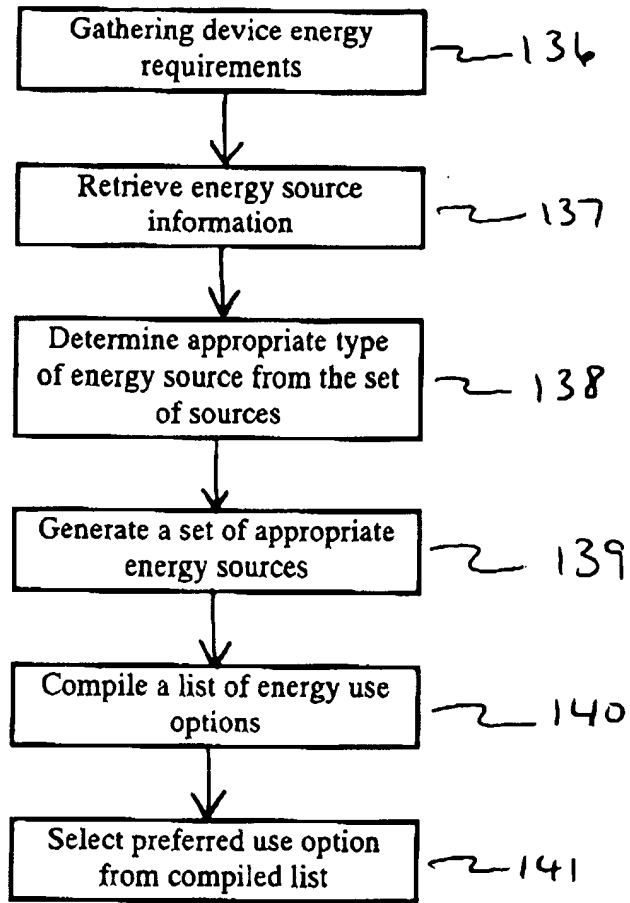 Gathering device energy
requirements
136
Retrieve energy source
information
137
Determine appropriate type
of energy source from the set
of sources
138
Generate a set of appropriate
energy sources
139
Compile a list of energy use
options
140
Select preferred use option
from compiled list
141